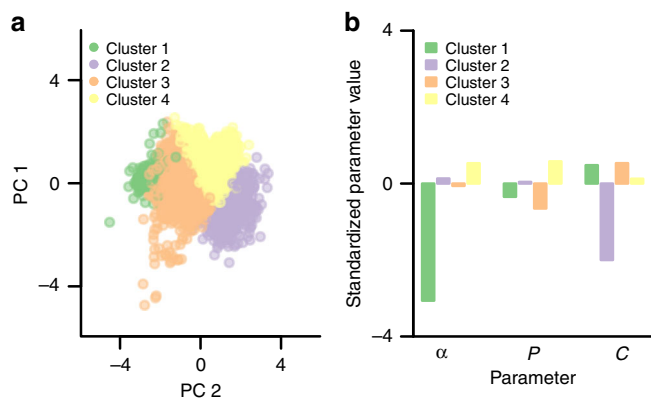 a
Cluster 1
Cluster 2
Cluster 3
Cluster 4
4
0
−4
PC 1
−4 0 4
PC 2
b
Cluster 1
Cluster 2
Cluster 3
Cluster 4
4
0
−4
Standardized parameter value
α P C
Parameter